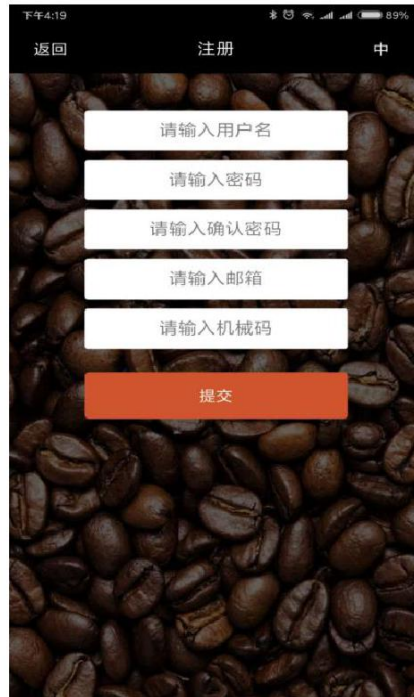 下午4:19 89%
返回 注册 中
请输入用户名
请输入密码
请输入确认密码
请输入邮箱
请输入机械码
提交